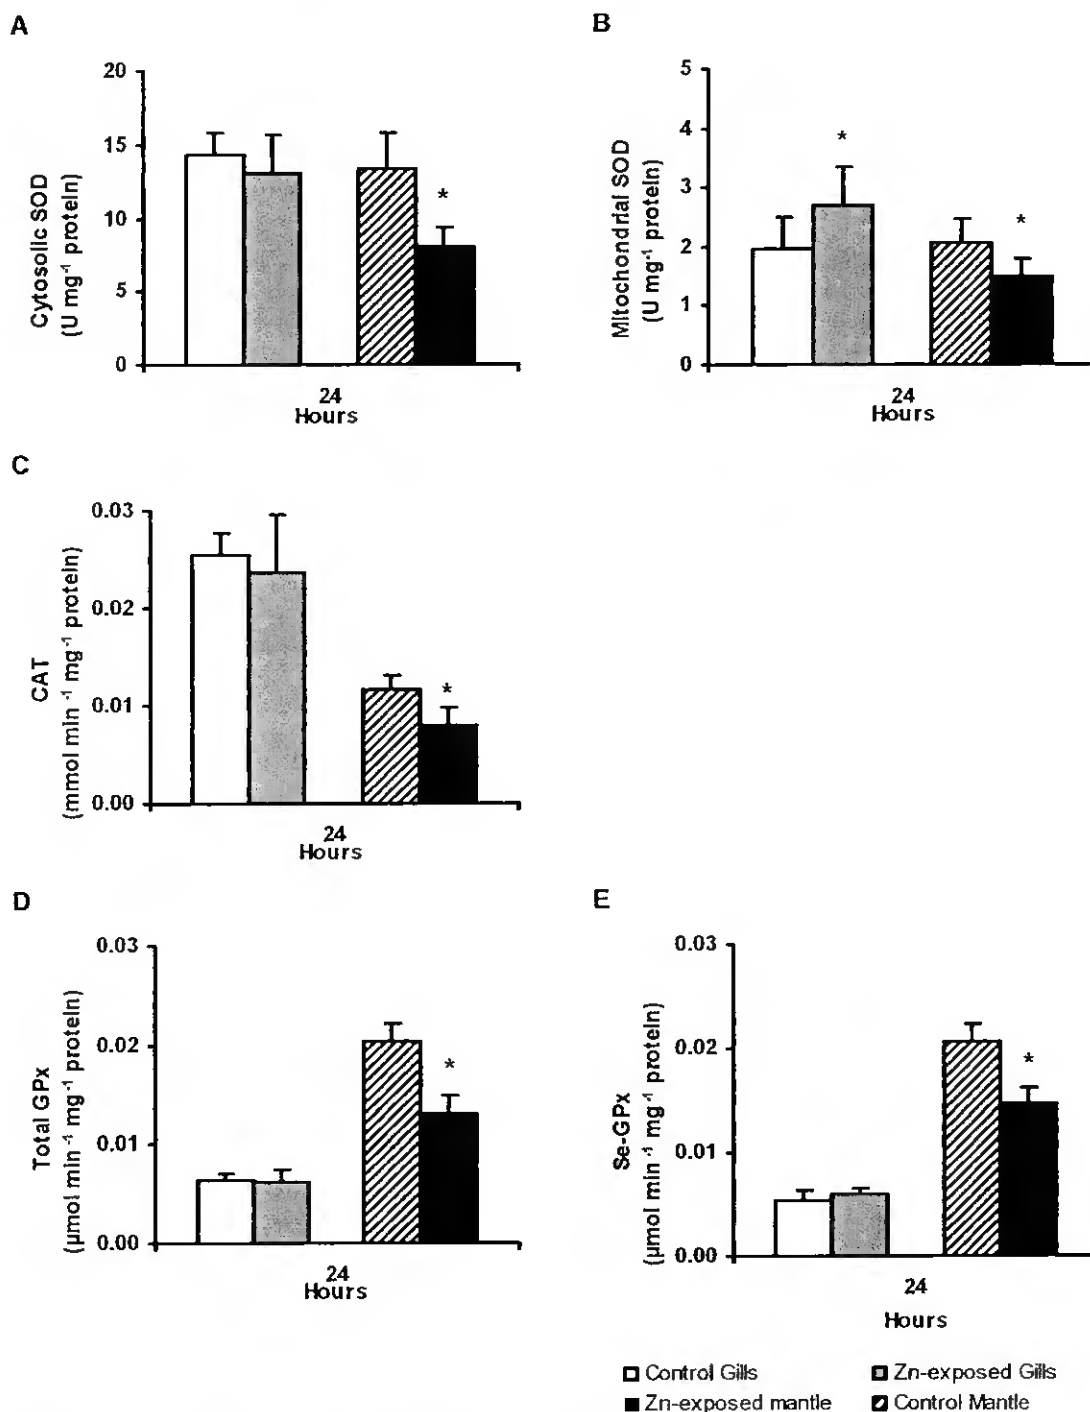 A
Cytosolic SOD
(U mg⁻¹ protein)
20
15
10
5
0
*
24
Hours
B
Mitochondrial SOD
(U mg⁻¹ protein)
5
4
3
2
1
0
*
*
24
Hours
C
CAT
(mmol min⁻¹ mg⁻¹ protein)
0.03
0.02
0.01
0.00
*
24
Hours
D
Total GPx
(µmol min⁻¹ mg⁻¹ protein)
0.03
0.02
0.01
0.00
*
24
Hours
E
Se-GPx
(µmol min⁻¹ mg⁻¹ protein)
0.03
0.02
0.01
0.00
*
24
Hours
Control Gills
Zn-exposed Gills
Zn-exposed mantle
Control Mantle